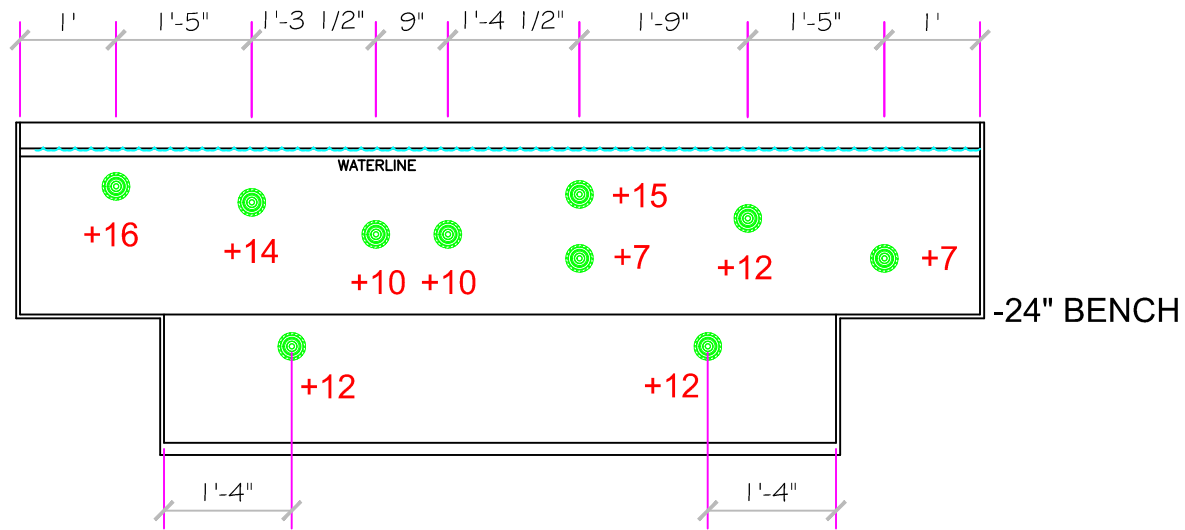 1' 1'-5" 1'-3 1/2" 9" 1'-4 1/2" 1'-9" 1'-5" 1'
WATERLINE
+16 +14 +10 +10 +15 +7 +12 +7
-24" BENCH
+12 +12
1'-4" 1'-4"